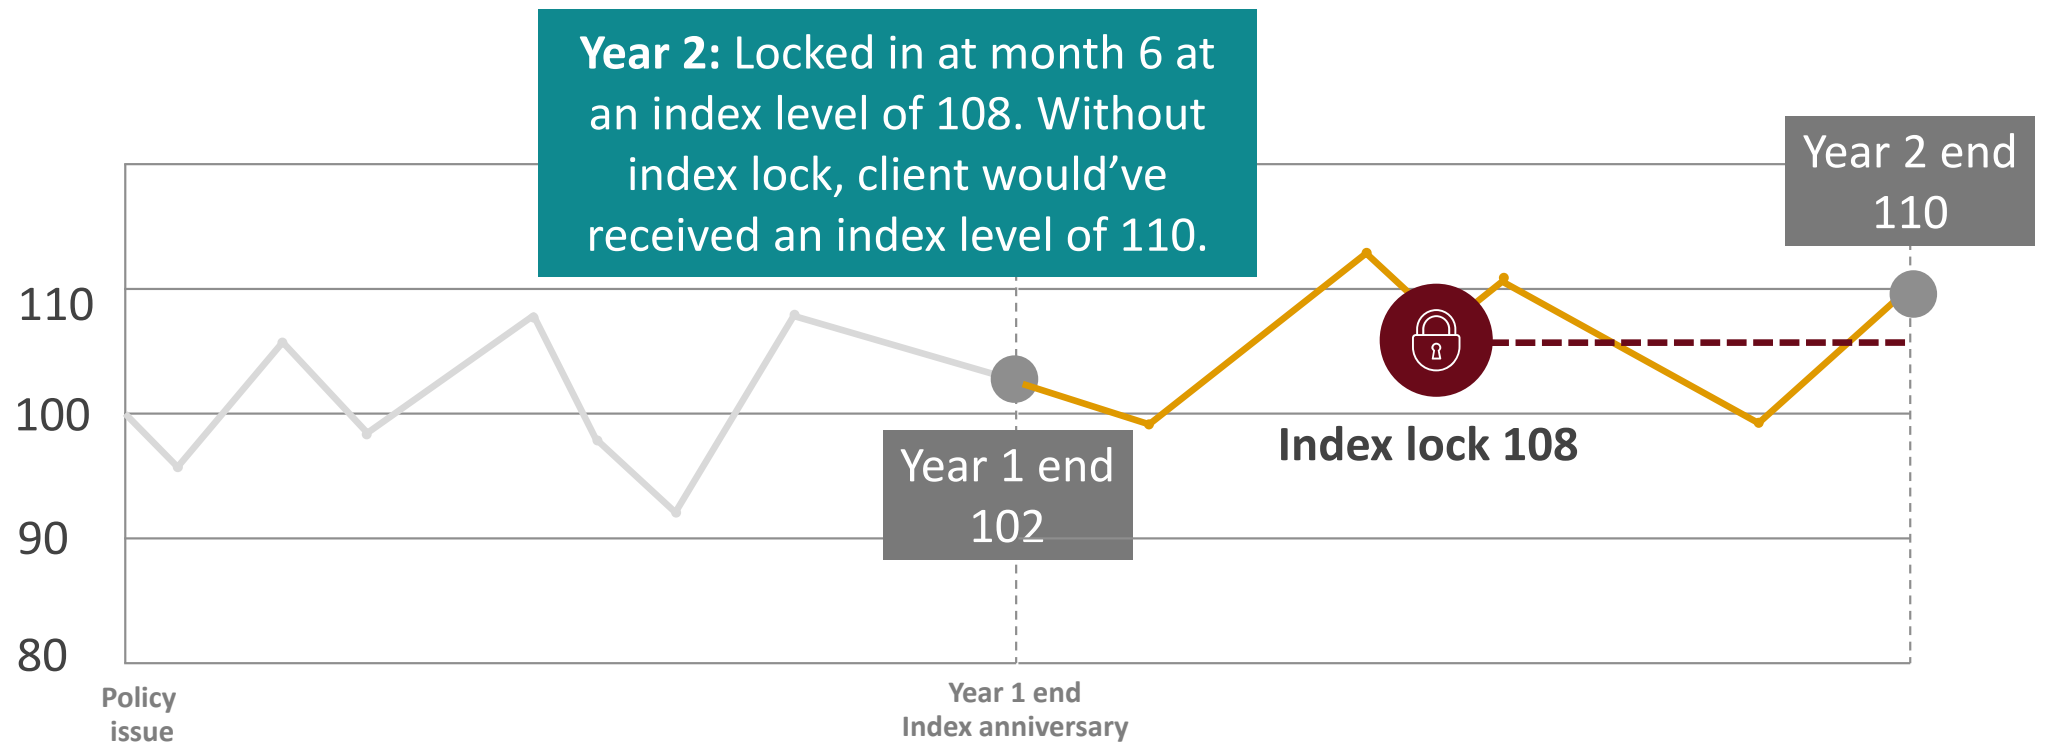 Year 2: Locked in at month 6 at
an index level of 108. Without
index lock, client would’ve
received an index level of 110.
Year 2 end
110
110
100
90
80
Index lock 108
Year 1 end
102
Policy
issue
Year 1 end
Index anniversary